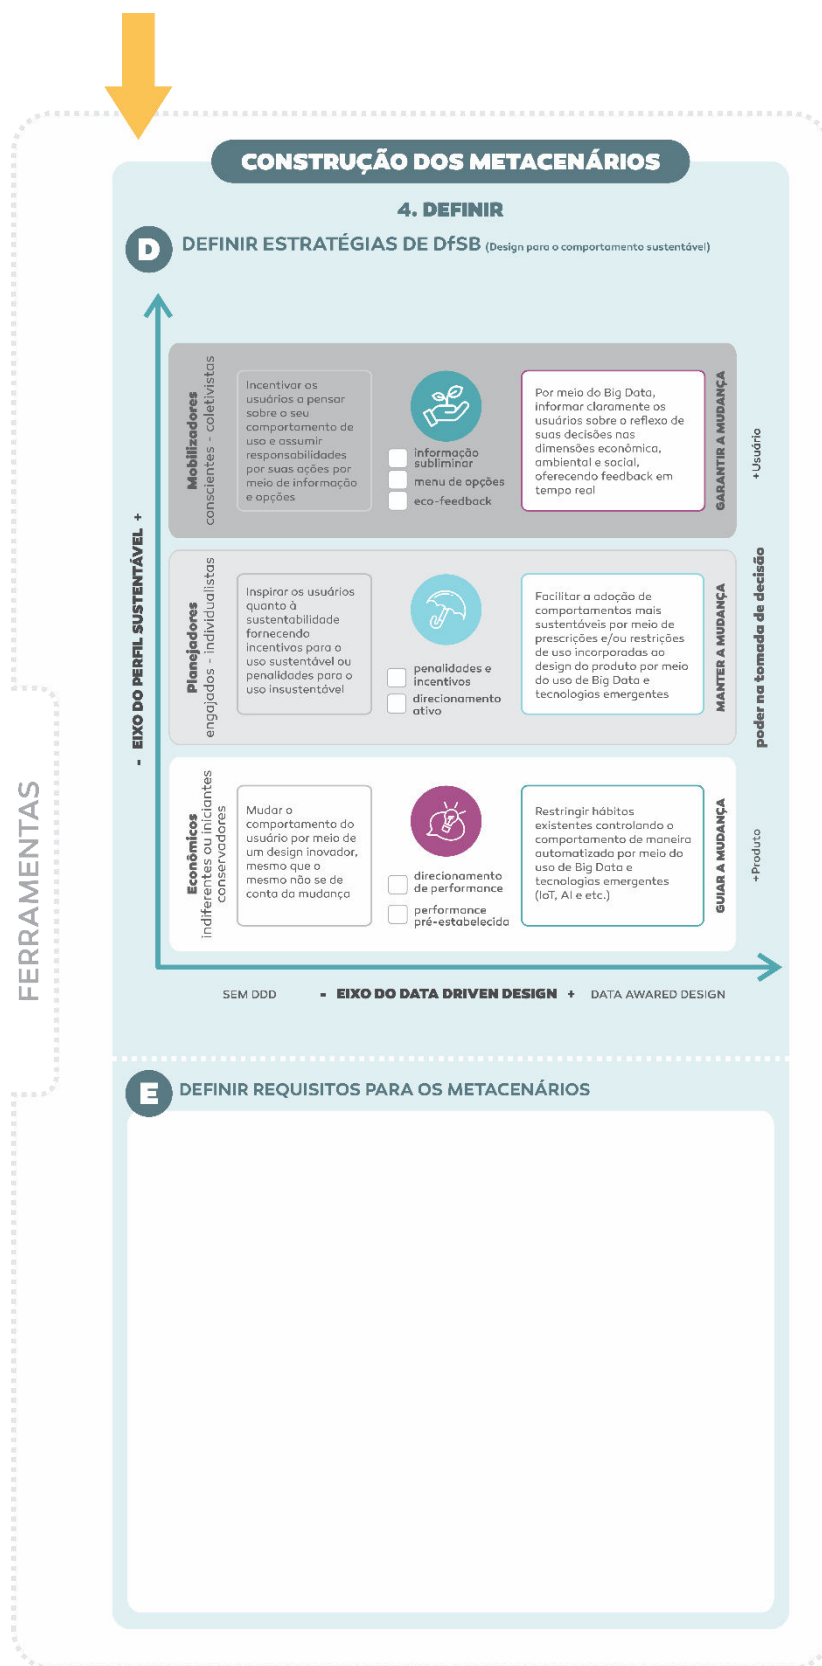 CONSTRUÇÃO DOS METACENÁRIOS
4. DEFINIR
D
DEFINIR ESTRATÉGIAS DE DfSB (Design para o comportamento sustentável)
- EIXO DO PERFIL SUSTENTÁVEL +
Mobilizadores
conscientes - coletivistas
Incentivar os
usuários a pensar
sobre o seu
comportamento de
uso e assumir
responsabilidades
por suas ações por
meio de informação
e opções
informação
subliminar
menu de opções
eco-feedback
Por meio do Big Data,
informar claramente os
usuários sobre o reflexo de
suas decisões nas
dimensões econômica,
ambiental e social,
oferecendo feedback em
tempo real
GARANTIR A MUDANÇA
+Usuário
Planejadores
engajados - individualistas
Inspirar os usuários
quanto à
sustentabilidade
fornecendo
incentivos para o
uso sustentável ou
penalidades para o
uso insustentável
penalidades e
incentivos
direcionamento
ativo
Facilitar a adoção de
comportamentos mais
sustentáveis por meio de
prescrições e/ou restrições
de uso incorporadas ao
design do produto por meio
do uso de Big Data e
tecnologias emergentes
MANTER A MUDANÇA
poder na tomada de decisão
Econômicos
indiferentes ou iniciantes
conservadores
Mudar o
comportamento do
usuário por meio de
um design inovador,
mesmo que o
mesmo não se de
conta da mudança
direcionamento
de performance
performance
pré-estabelecida
Restringir hábitos
existentes controlando o
comportamento de maneira
automatizada por meio do
uso de Big Data e
tecnologias emergentes
(IoT, AI e etc.)
GUIAR A MUDANÇA
+Produto
SEM DDD - EIXO DO DATA DRIVEN DESIGN + DATA AWARED DESIGN
FERRAMENTAS
E
DEFINIR REQUISITOS PARA OS METACENÁRIOS